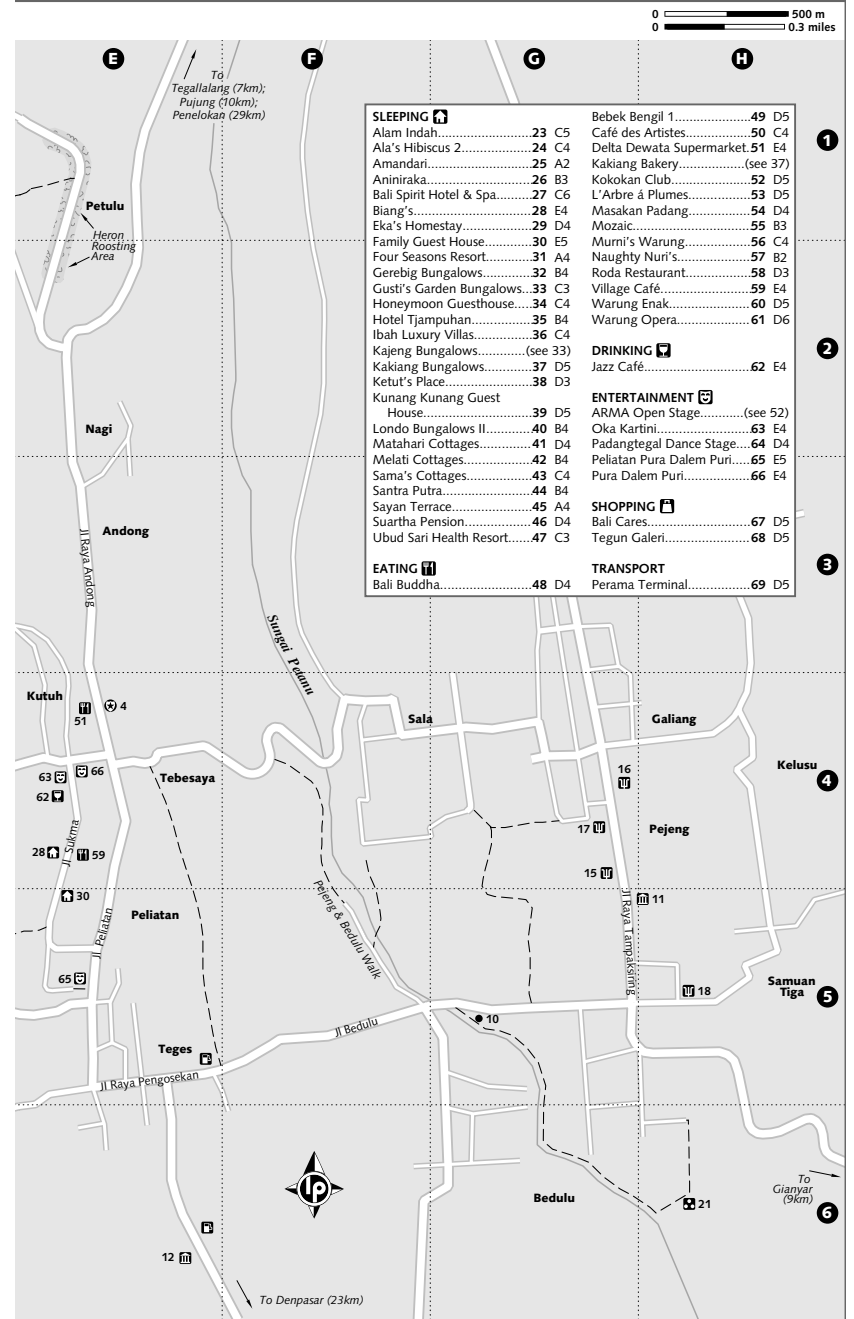 0 500 m
0 0.3 miles
E F G H
To
Tegallalang (7km);
Pujung (10km);
Penelokan (29km)
SLEEPING
Alam Indah......................23 C5
Ala's Hibiscus 2................24 C4
Amandari.........................25 A2
Aniniraka.........................26 B3
Bali Spirit Hotel & Spa......27 C6
Biang's.............................28 E4
Eka's Homestay................29 D4
Family Guest House..........30 E5
Four Seasons Resort..........31 A4
Gerebig Bungalows...........32 B4
Gusti's Garden Bungalows...33 C3
Honeymoon Guesthouse....34 C4
Hotel Tjampuhan..............35 B4
Ibah Luxury Villas.............36 C4
Kajeng Bungalows............(see 33)
Kakiang Bungalows...........37 D5
Ketut's Place....................38 D3
Kunang Kunang Guest
House...........................39 D5
Londo Bungalows II...........40 B4
Matahari Cottages............41 D4
Melati Cottages................42 B4
Sama's Cottages...............43 C4
Santra Putra.....................44 B4
Sayan Terrace...................45 A4
Suartha Pension................46 D4
Ubud Sari Health Resort.....47 C3
EATING
Bali Buddha......................48 D4
Bebek Bengil 1..................49 D5
Café des Artistes...............50 C4
Delta Dewata Supermarket.51 E4
Kakiang Bakery................(see 37)
Kokokan Club...................52 D5
L'Arbre á Plumes...............53 D5
Masakan Padang...............54 D4
Mozaic.............................55 B3
Murni's Warung................56 C4
Naughty Nuri's.................57 B2
Roda Restaurant...............58 D3
Village Café......................59 E4
Warung Enak....................60 D5
Warung Opera..................61 D6
DRINKING
Jazz Café..........................62 E4
ENTERTAINMENT
ARMA Open Stage...........(see 52)
Oka Kartini.......................63 E4
Padangtegal Dance Stage....64 D4
Peliatan Pura Dalem Puri.....65 E5
Pura Dalem Puri................66 E4
SHOPPING
Bali Cares.........................67 D5
Tegun Galeri.....................68 D5
TRANSPORT
Perama Terminal...............69 D5
1
Petulu
Heron
Roosting
Area
2
Nagi
Andong
Jl Raya Andong
3
Sungai Petanu
Kutuh
4
51
Sala
Galiang
Kelusu
63
66
Tebesaya
16
4
62
17
Pejeng
Jl Sukma
28
59
15
30
11
Peliatan
Jl Peliatan
Pejeng & Bedulu Walk
Jl Raya Tampaksiring
65
18
Samuan
Tiga
5
10
Jl Bedulu
Teges
Jl Raya Pengosekan
lp
Bedulu
To
Gianyar
(9km)
21
6
12
To Denpasar (23km)